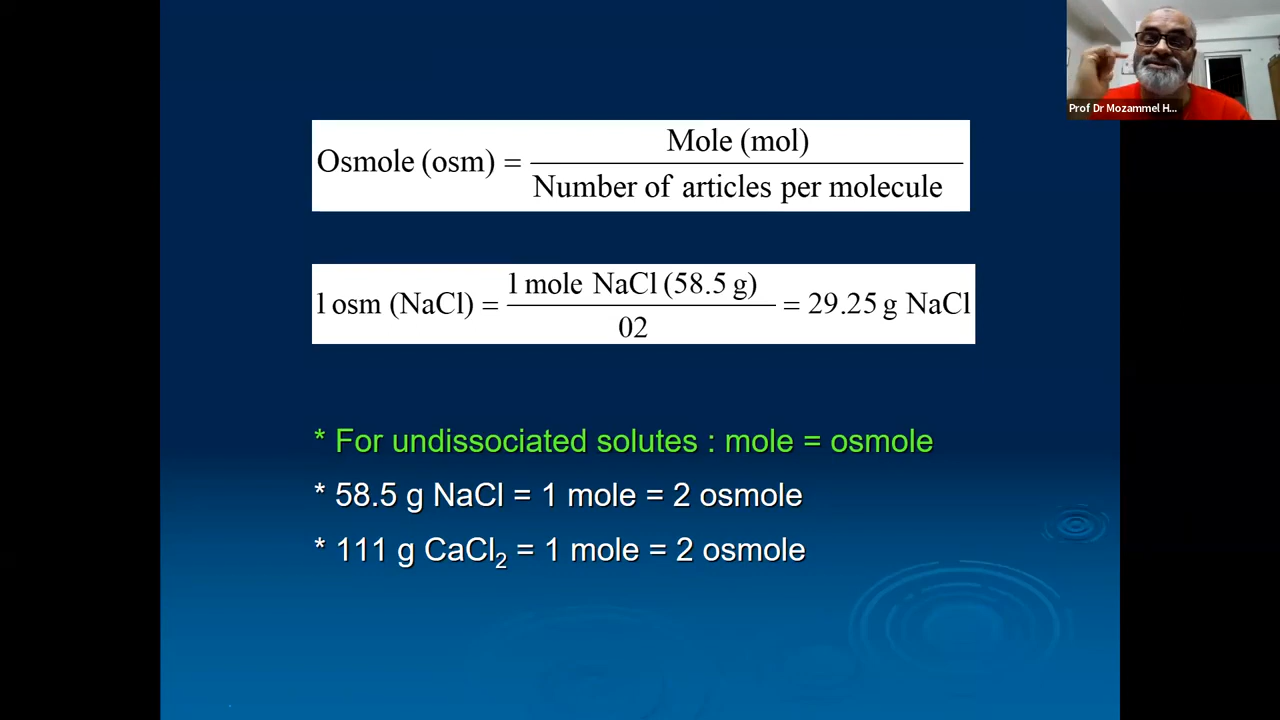 Prof Dr Mozammel H...
Osmole (osm) = Mole (mol) / Number of articles per molecule
1 osm (NaCl) = 1 mole NaCl (58.5 g) / 02 = 29.25 g NaCl
* For undissociated solutes : mole = osmole
* 58.5 g NaCl = 1 mole = 2 osmole
* 111 g CaCl₂ = 1 mole = 2 osmole